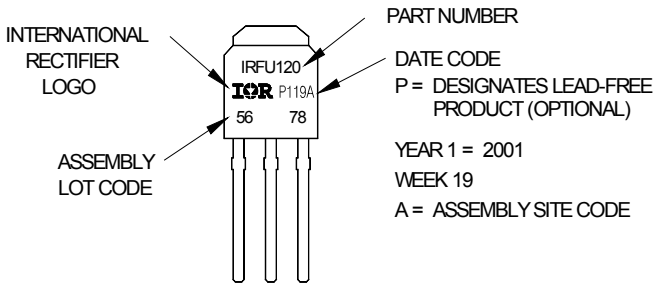 INTERNATIONAL
RECTIFIER
LOGO
ASSEMBLY
LOT CODE
IRFU120
IOR P119A
56 78
PART NUMBER
DATE CODE
P = DESIGNATES LEAD-FREE
PRODUCT (OPTIONAL)
YEAR 1 = 2001
WEEK 19
A = ASSEMBLY SITE CODE